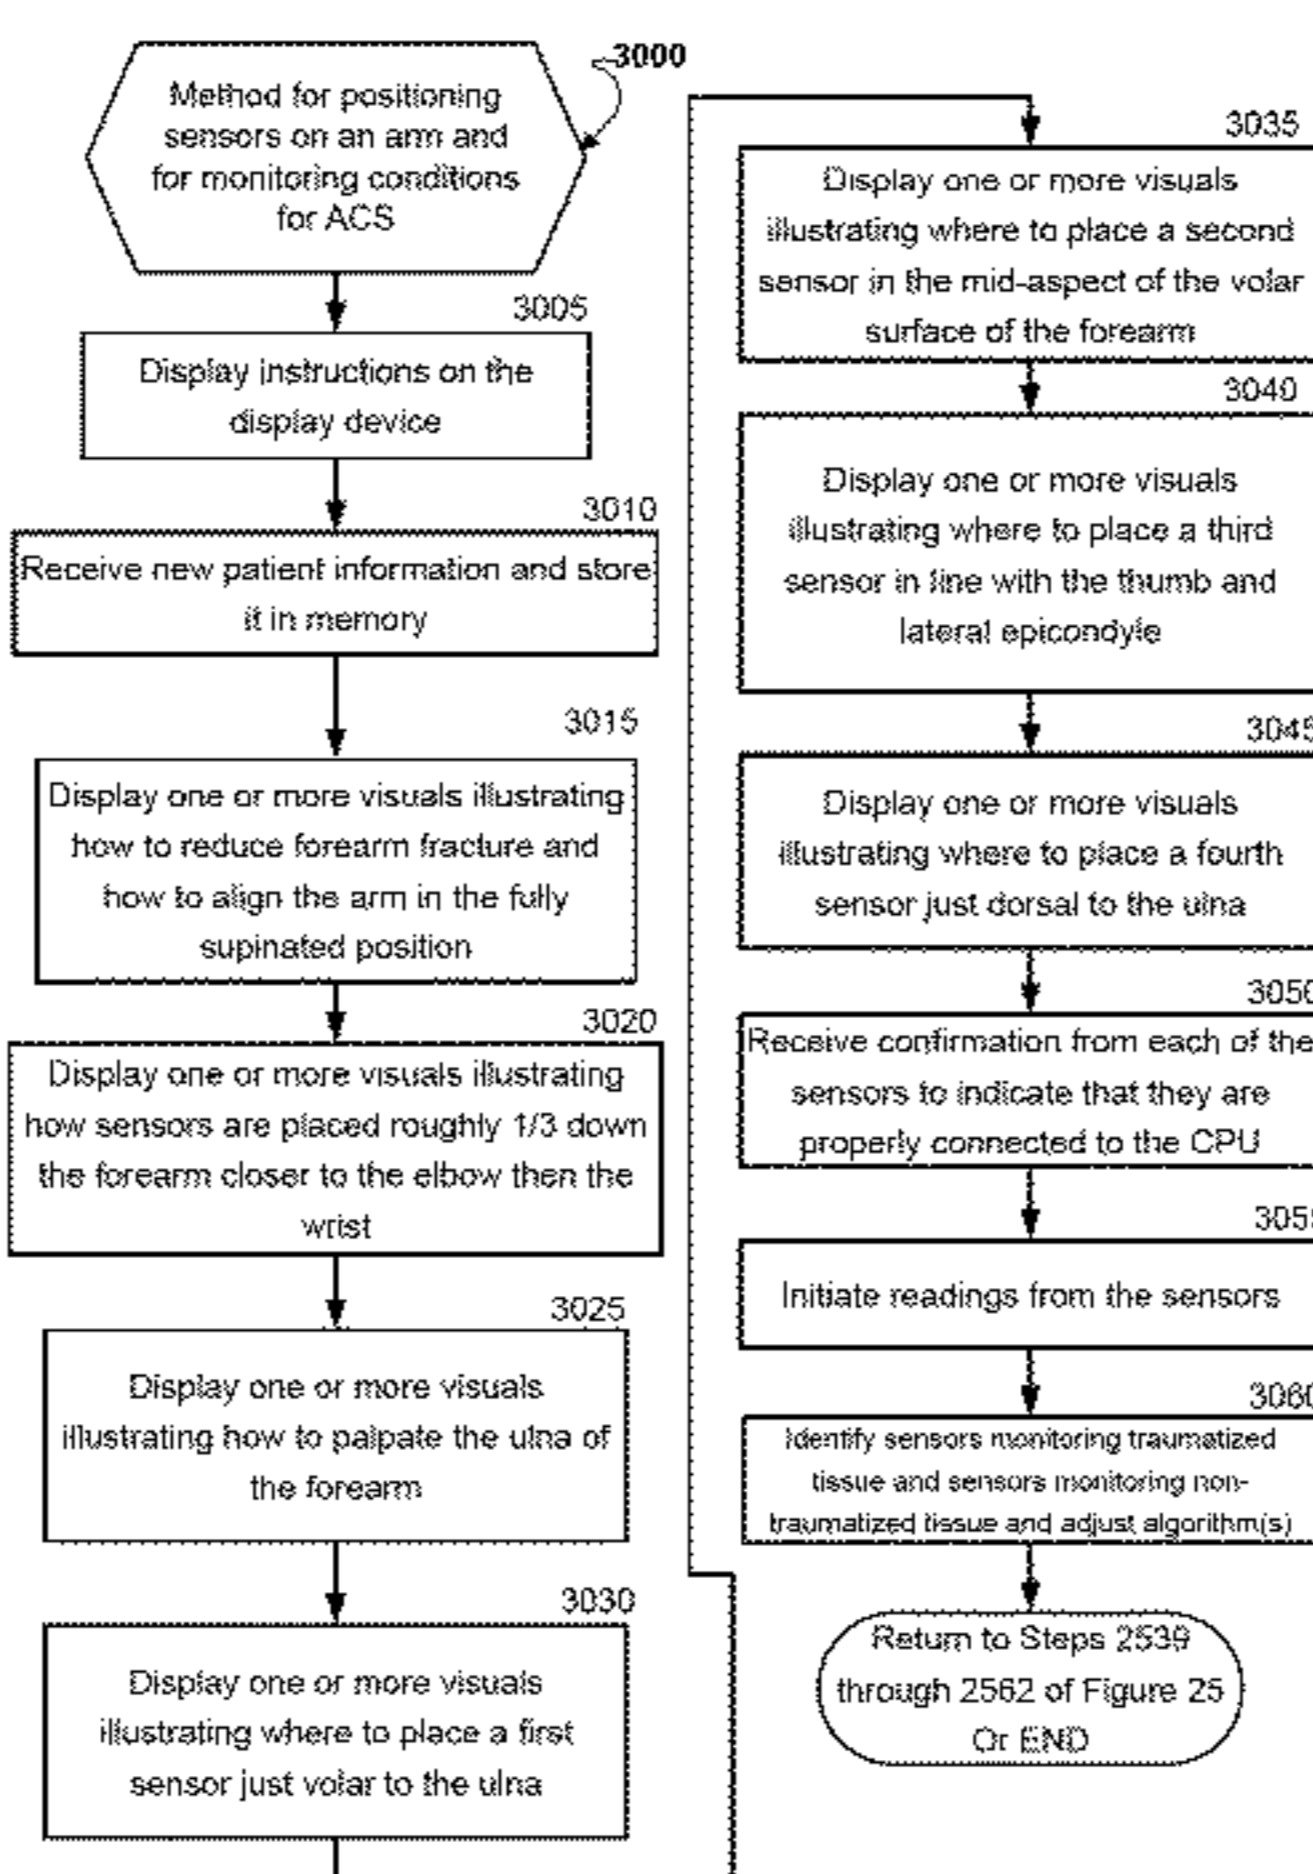 3000
Method for positioning
sensors on an arm and
for monitoring conditions
for ACS
3005
Display instructions on the
display device
3010
Receive new patient information and store
it in memory
3015
Display one or more visuals illustrating
how to reduce forearm fracture and
how to align the arm in the fully
supinated position
3020
Display one or more visuals illustrating
how sensors are placed roughly 1/3 down
the forearm closer to the elbow then the
wrist
3025
Display one or more visuals
illustrating how to palpate the ulna of
the forearm
3030
Display one or more visuals
illustrating where to place a first
sensor just volar to the ulna
3035
Display one or more visuals
illustrating where to place a second
sensor in the mid-aspect of the volar
surface of the forearm
3040
Display one or more visuals
illustrating where to place a third
sensor in line with the thumb and
lateral epicondyle
3045
Display one or more visuals
illustrating where to place a fourth
sensor just dorsal to the ulna
3050
Receive confirmation from each of the
sensors to indicate that they are
properly connected to the CPU
3055
Initiate readings from the sensors
3060
Identify sensors monitoring traumatized
tissue and sensors monitoring non-
traumatized tissue and adjust algorithm(s)
Return to Steps 2539
through 2562 of Figure 25
Or END